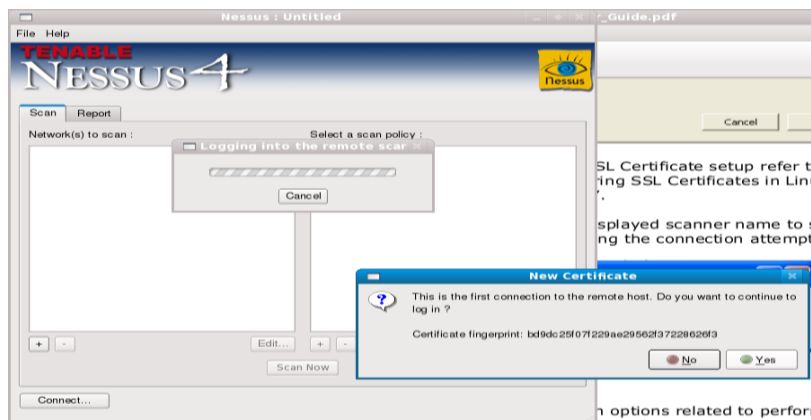 Nessus : Untitled
_Guide.pdf
File Help
TENABLE
NESSUS 4
Nessus
Scan Report
Network(s) to scan :
Select a scan policy :
Logging into the remote scar
Cancel
Cancel
SL Certificate setup refer t
ring SSL Certificates in Lin
splayed scanner name to s
ng the connection attempt
New Certificate
This is the first connection to the remote host. Do you want to continue to
log in ?
Certificate fingerprint: bd9dc25f07f229ae29562f37228626f3
No
Yes
+ - Edit... + -
Scan Now
Connect...
n options related to perfor